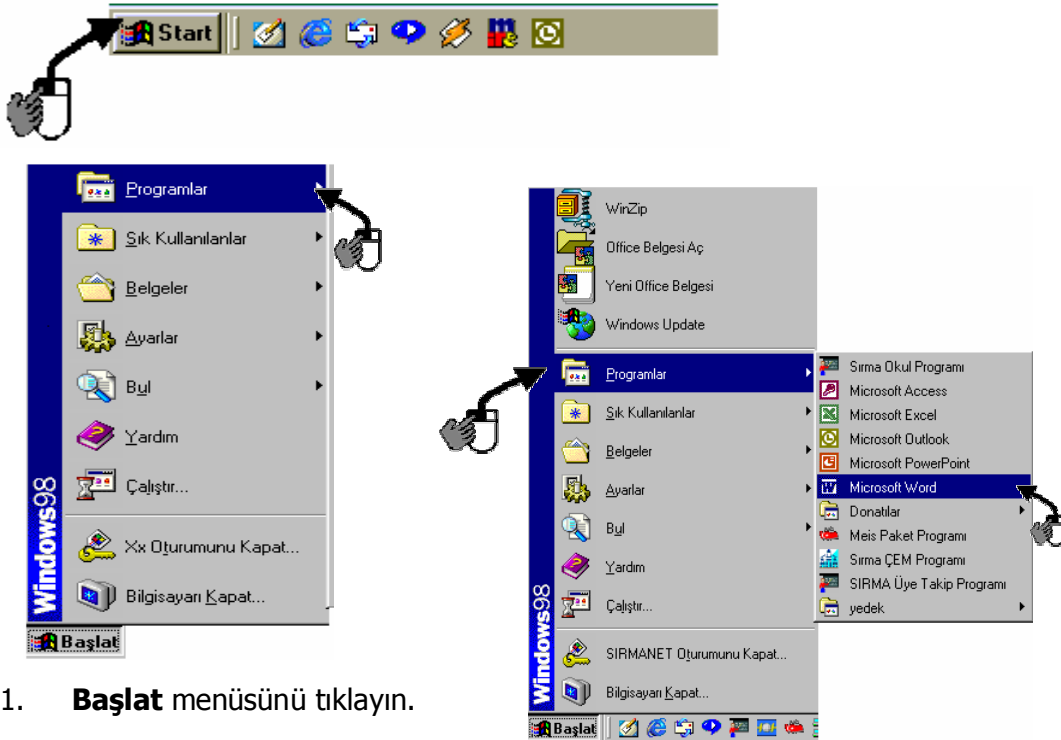 Start
Programlar
Sık Kullanılanlar
Belgeler
Ayarlar
Bul
Yardım
Çalıştır...
Xx Oturumunu Kapat...
Bilgisayarı Kapat...
Windows98
Başlat
WinZip
Office Belgesi Aç
Yeni Office Belgesi
Windows Update
Programlar
Sık Kullanılanlar
Belgeler
Ayarlar
Bul
Yardım
Çalıştır...
SIRMANET Oturumunu Kapat...
Bilgisayarı Kapat...
Windows98
Başlat
Sırma Okul Programı
Microsoft Access
Microsoft Excel
Microsoft Outlook
Microsoft PowerPoint
Microsoft Word
Donatılar
Meis Paket Programı
Sırma ÇEM Programı
SIRMA Üye Takip Programı
yedek
1. Başlat menüsünü tıklayın.